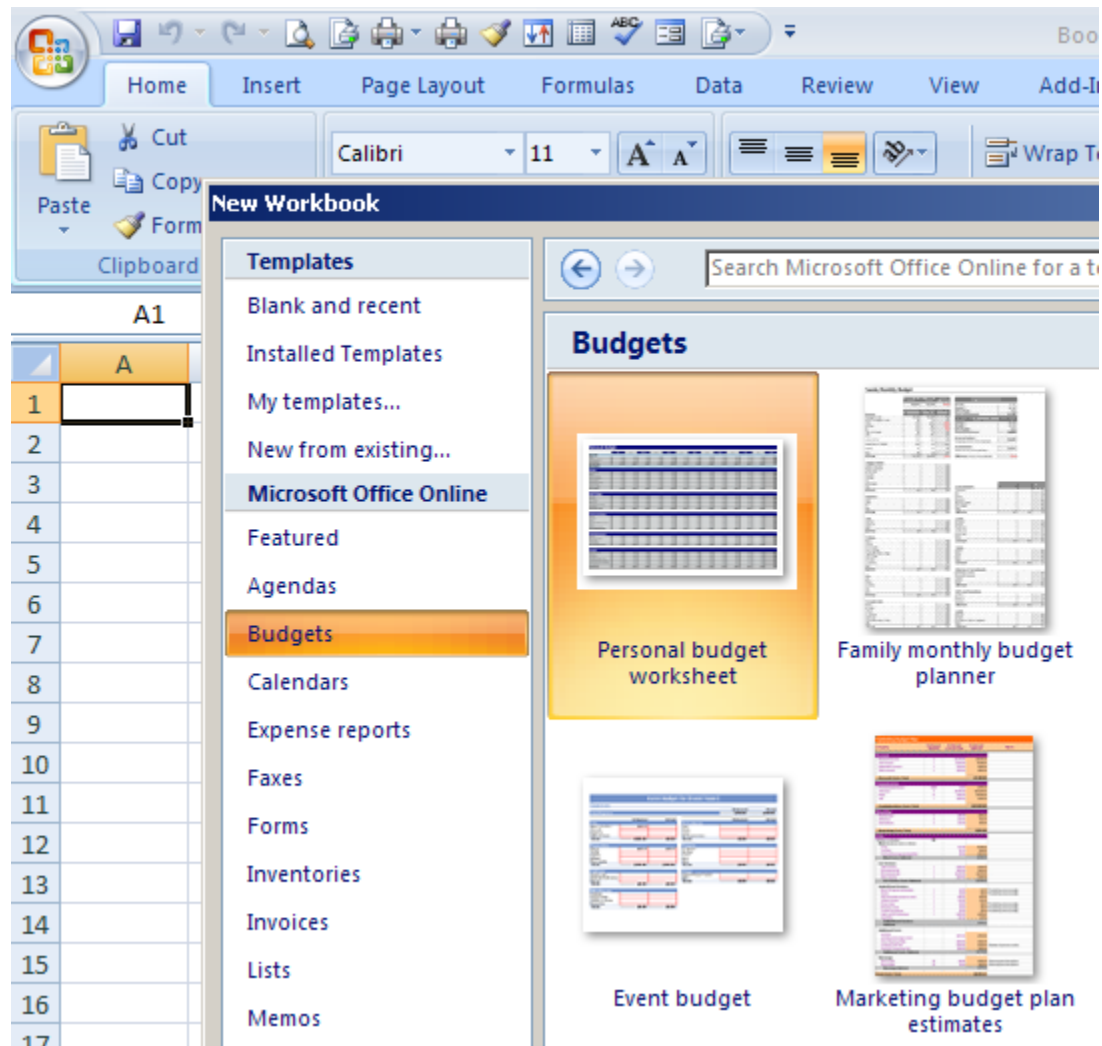 Boo
Home Insert Page Layout Formulas Data Review View Add-I
Cut
Calibri 11 A A Wrap T
Copy
Paste
Form
Clipboard
New Workbook
Templates
Search Microsoft Office Online for a t
Blank and recent
A1
Budgets
Installed Templates
A
My templates...
New from existing...
Microsoft Office Online
Featured
Agendas
Budgets
Calendars
Expense reports
Faxes
Forms
Inventories
Invoices
Lists
Memos
1
2
3
4
5
6
7
8
9
10
11
12
13
14
15
16
17
Personal budget
worksheet
Family monthly budget
planner
Event budget
Marketing budget plan
estimates
ABC